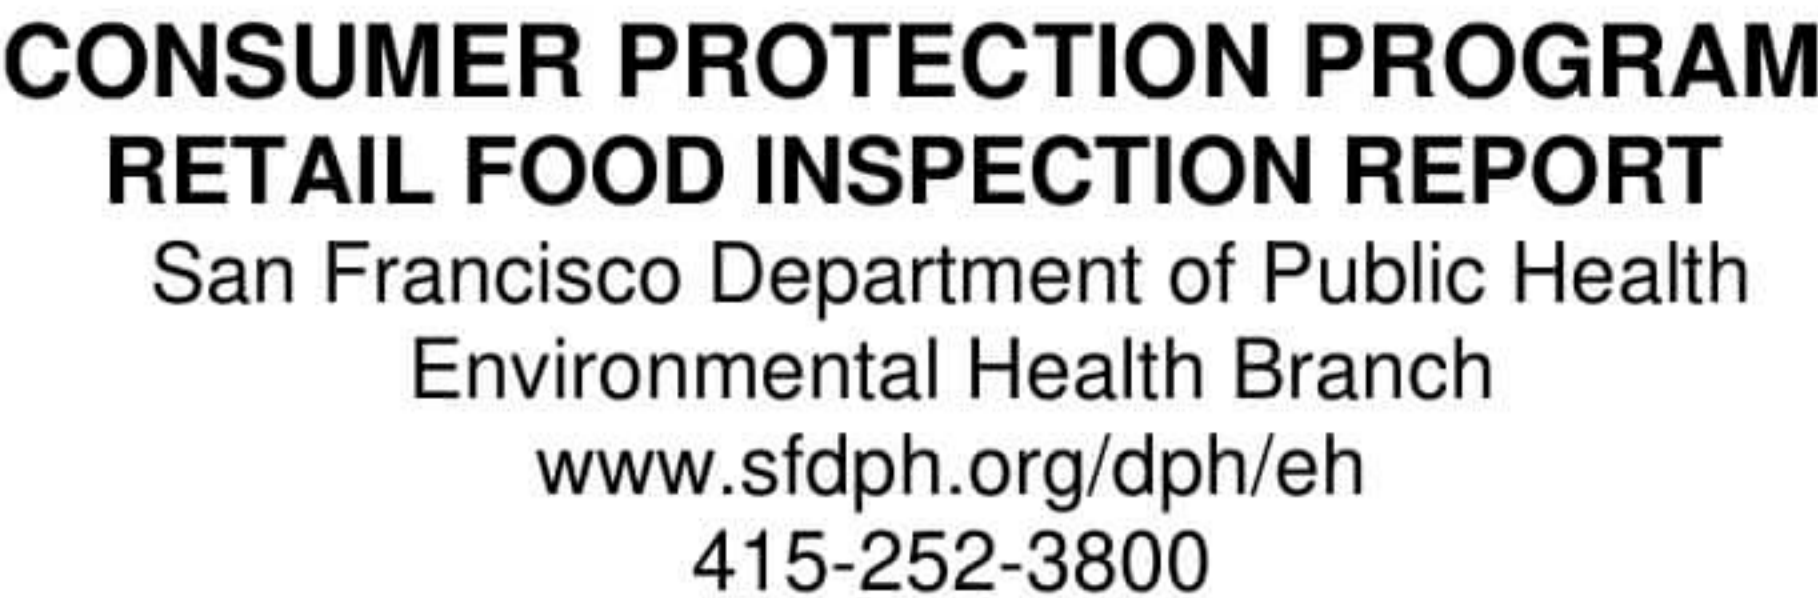 CONSUMER PROTECTION PROGRAM
RETAIL FOOD INSPECTION REPORT
San Francisco Department of Public Health
Environmental Health Branch
www.sfdph.org/dph/eh
415-252-3800